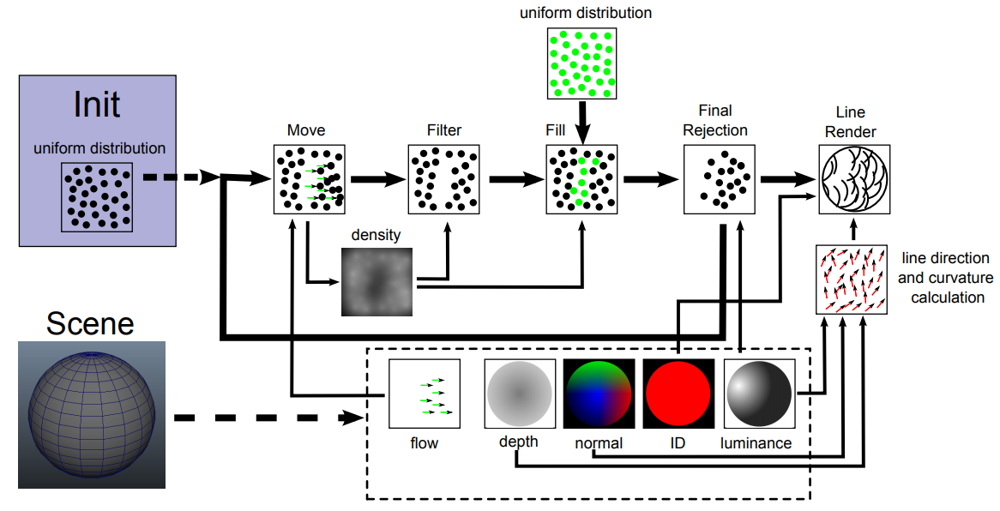 uniform distribution
Init
uniform distribution
Move
Filter
Fill
Final
Rejection
Line
Render
density
line direction
and curvature
calculation
Scene
flow
depth
normal
ID
luminance